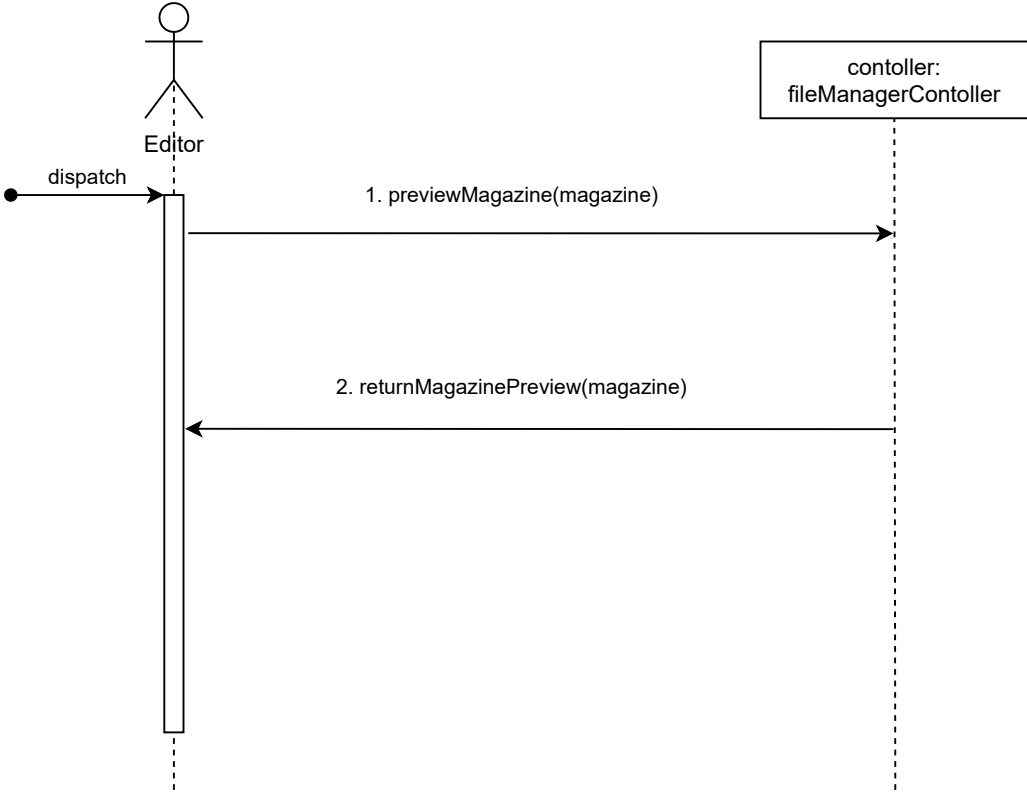 contoller:
fileManagerContoller
Editor
dispatch
1. previewMagazine(magazine)
2. returnMagazinePreview(magazine)